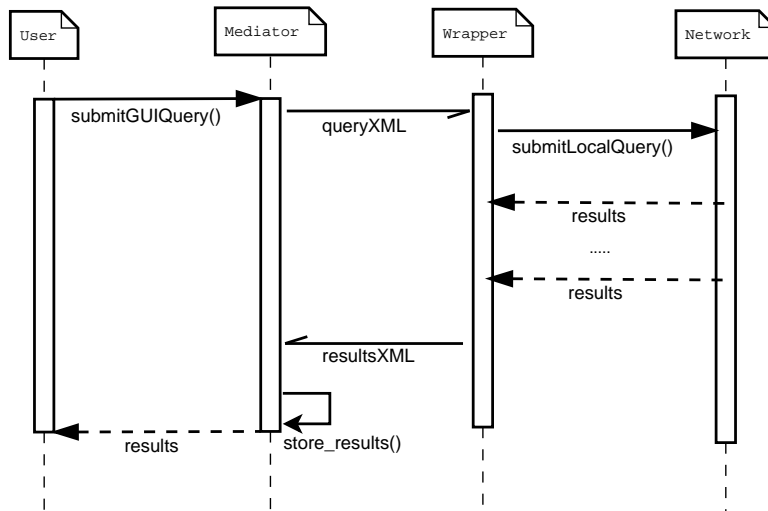 User
Mediator
Wrapper
Network
submitGUIQuery()
queryXML
submitLocalQuery()
results
.....
results
resultsXML
results
store_results()